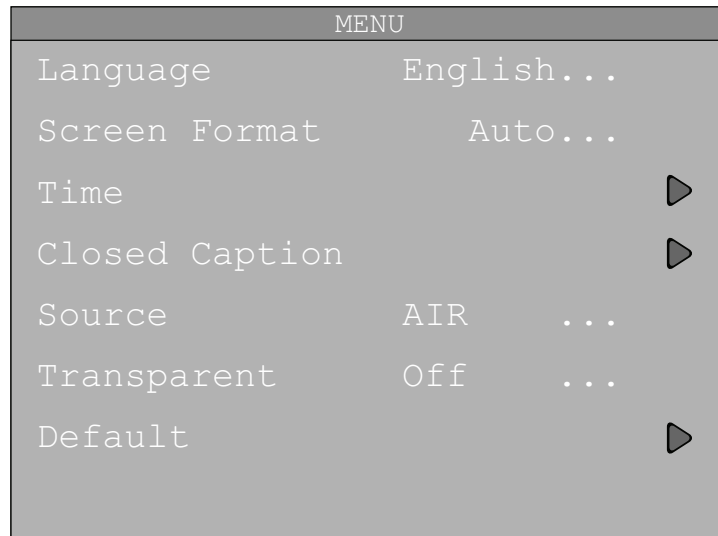 MENU
Language English...
Screen Format Auto...
Time
Closed Caption
Source AIR ...
Transparent Off ...
Default